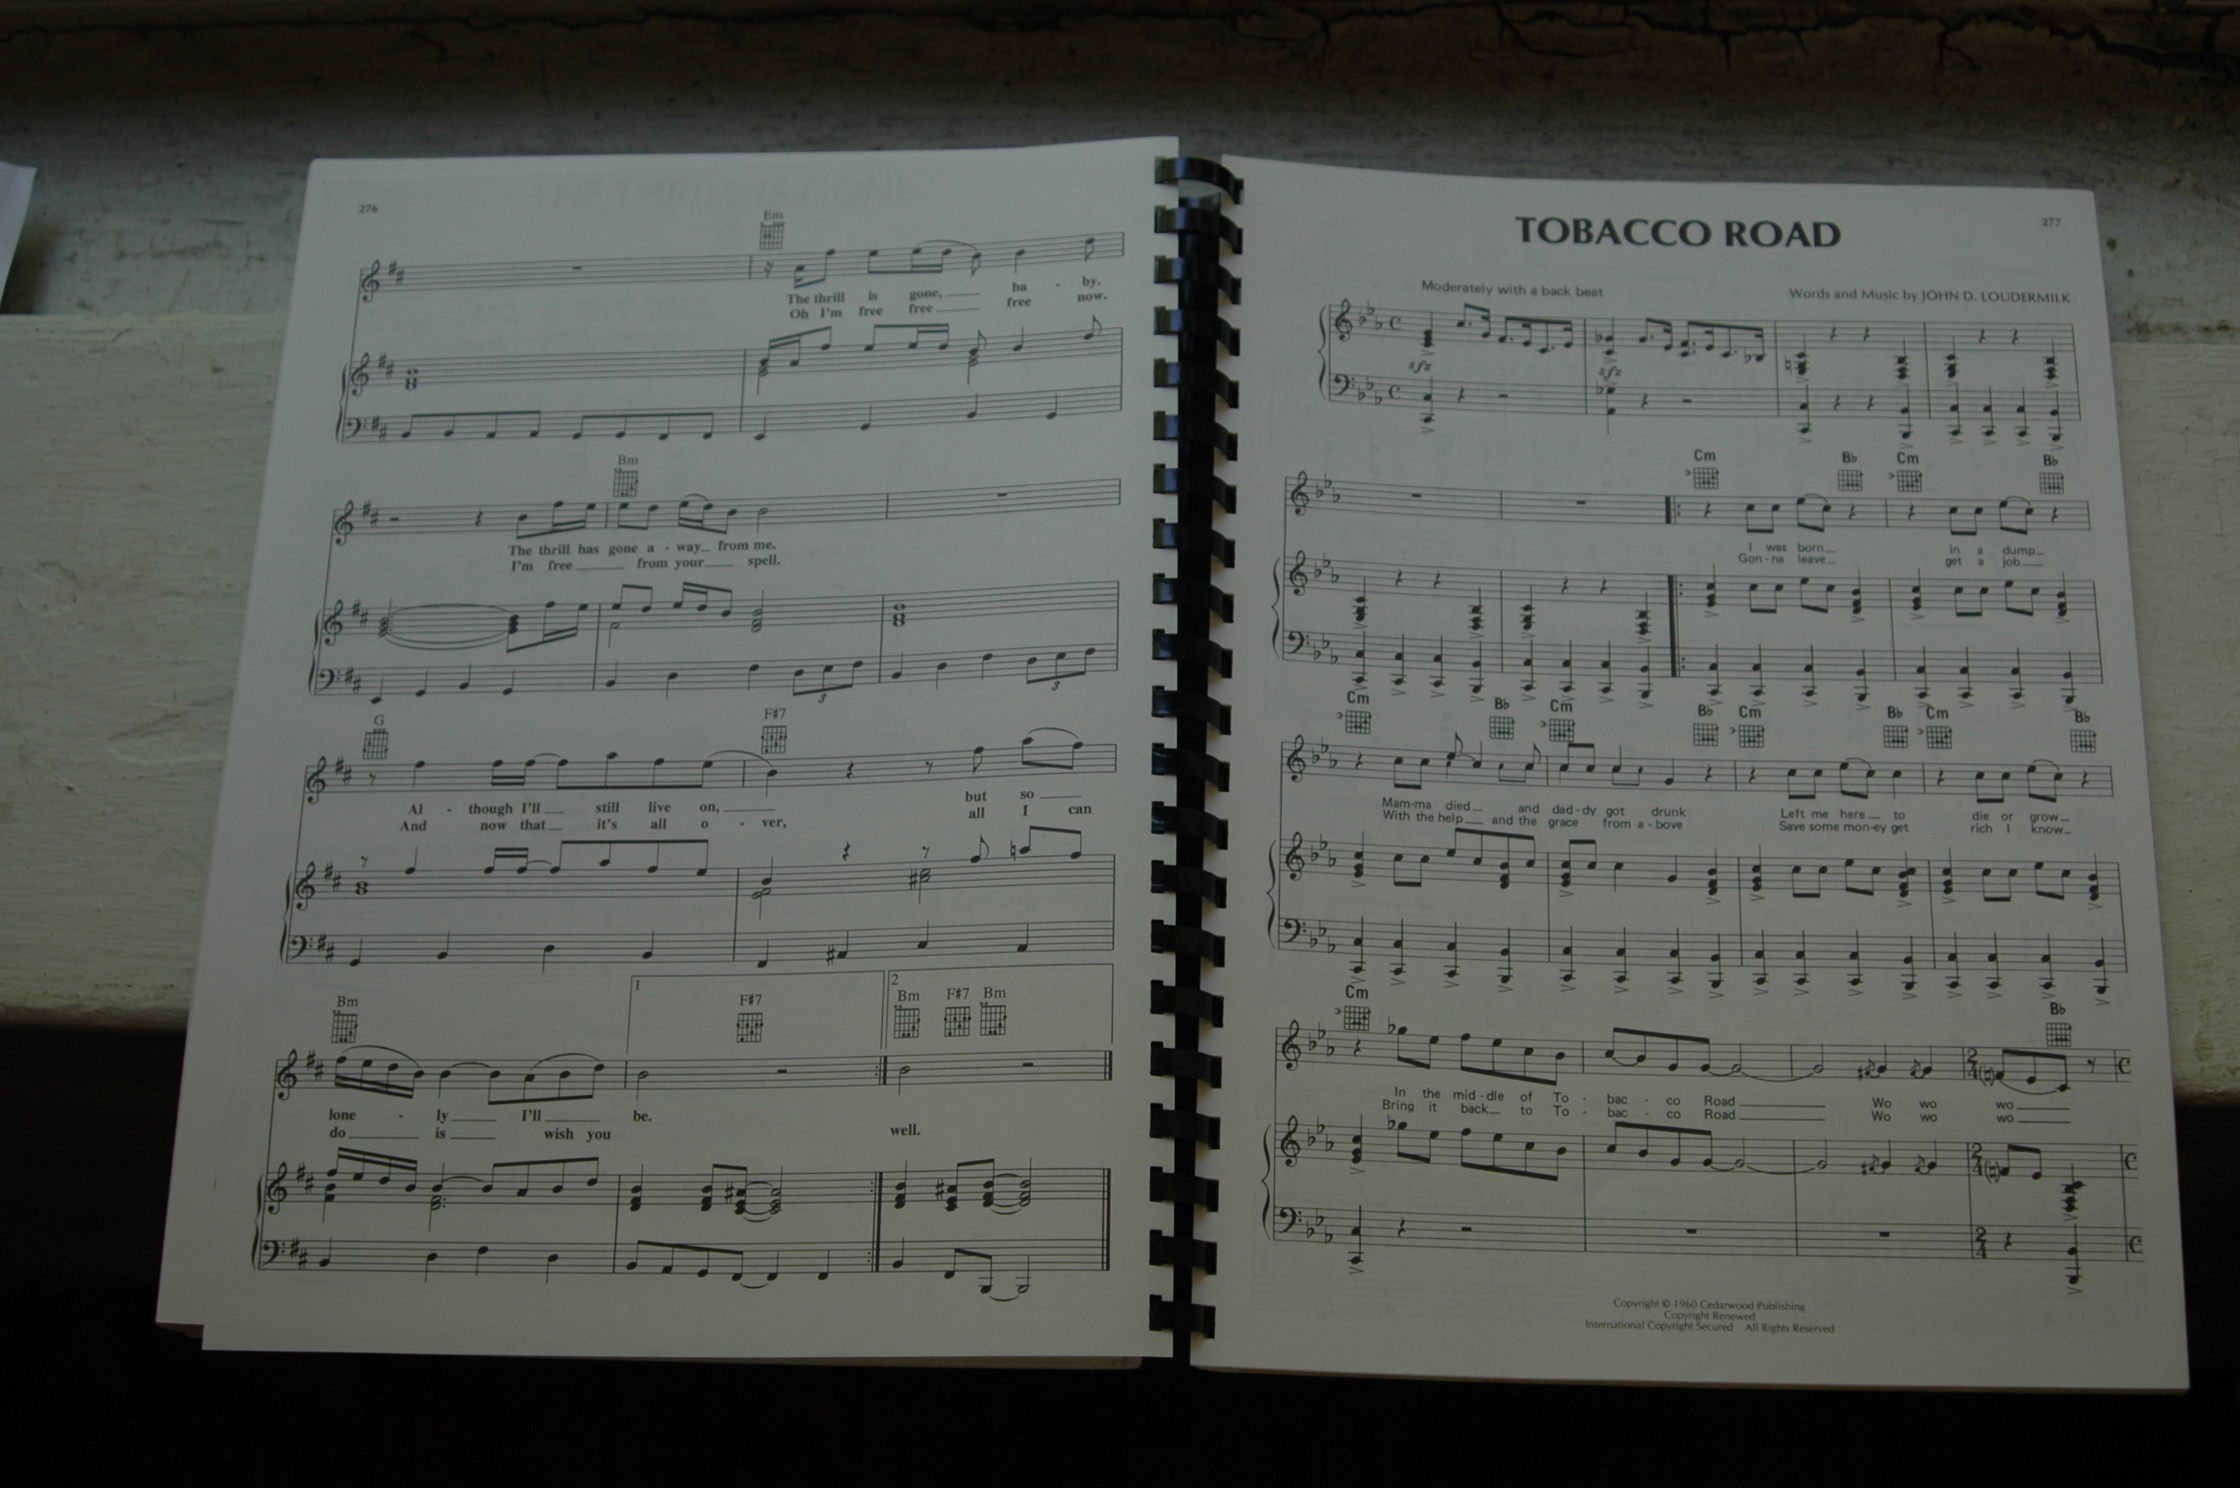 276
Em
The thrill is gone, ba - by.
Oh I'm free free free now.
Bm
The thrill has gone a - way from me.
I'm free from your spell.
3 3
G F#7
Al - though I'll still live on, but so
And now that it's all o - ver, all I can
Bm 1 F#7 2 Bm F#7 Bm
lone - ly I'll be.
do is wish you well.
277
TOBACCO ROAD
Moderately with a back beat
Words and Music by JOHN D. LOUDERMILK
sfz sfz
Cm B♭ Cm B♭
I was born in a dump
Gon - na leave get a job
Cm B♭ Cm B♭ Cm B♭ Cm B♭
Mam-ma died and dad-dy got drunk Left me here to die or grow
With the help and the grace from a - bove Save some mon-ey get rich I know
Cm B♭
In the mid-dle of To - bac - co Road Wo wo wo
Bring it back to To - bac - co Road Wo wo wo
Copyright © 1960 Cedarwood Publishing
Copyright Renewed
International Copyright Secured All Rights Reserved